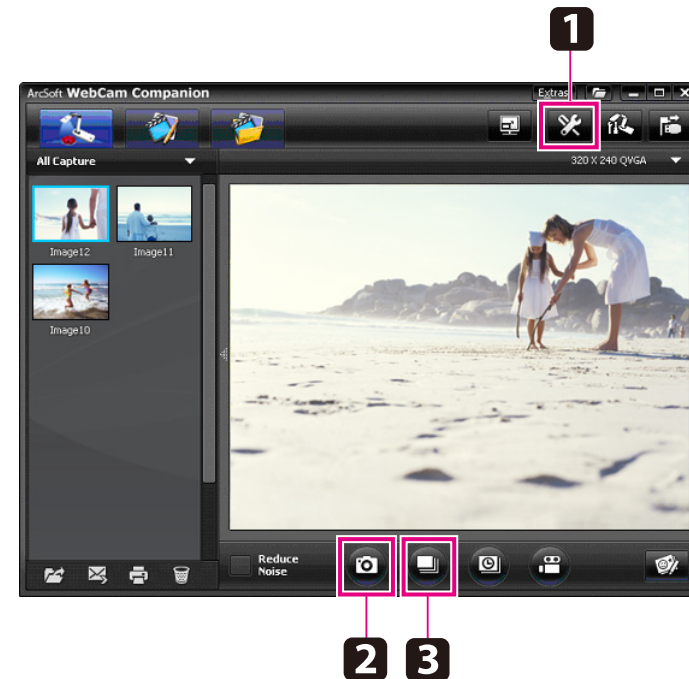 1
ArcSoft WebCam Companion
Extras
All Capture
320 X 240 QVGA
Image12
Image11
Image10
Reduce
Noise
2
3